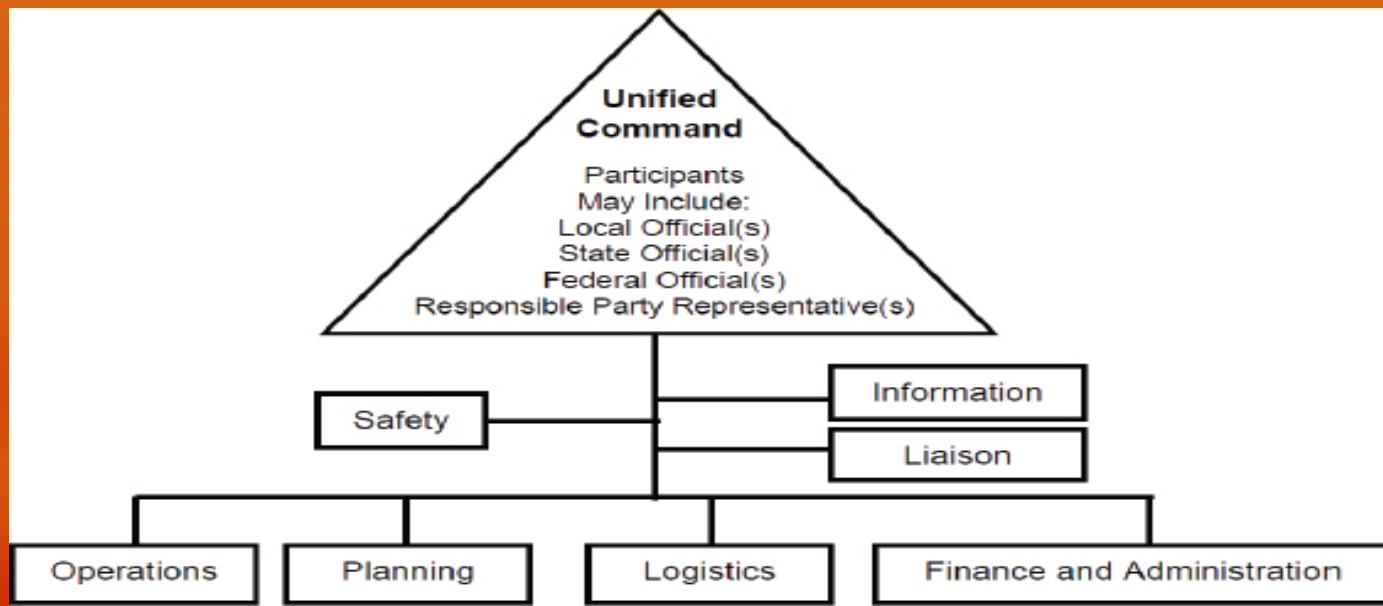 Unified
Command
Participants
May Include:
Local Official(s)
State Official(s)
Federal Official(s)
Responsible Party Representative(s)
Safety
Information
Liaison
Operations
Planning
Logistics
Finance and Administration